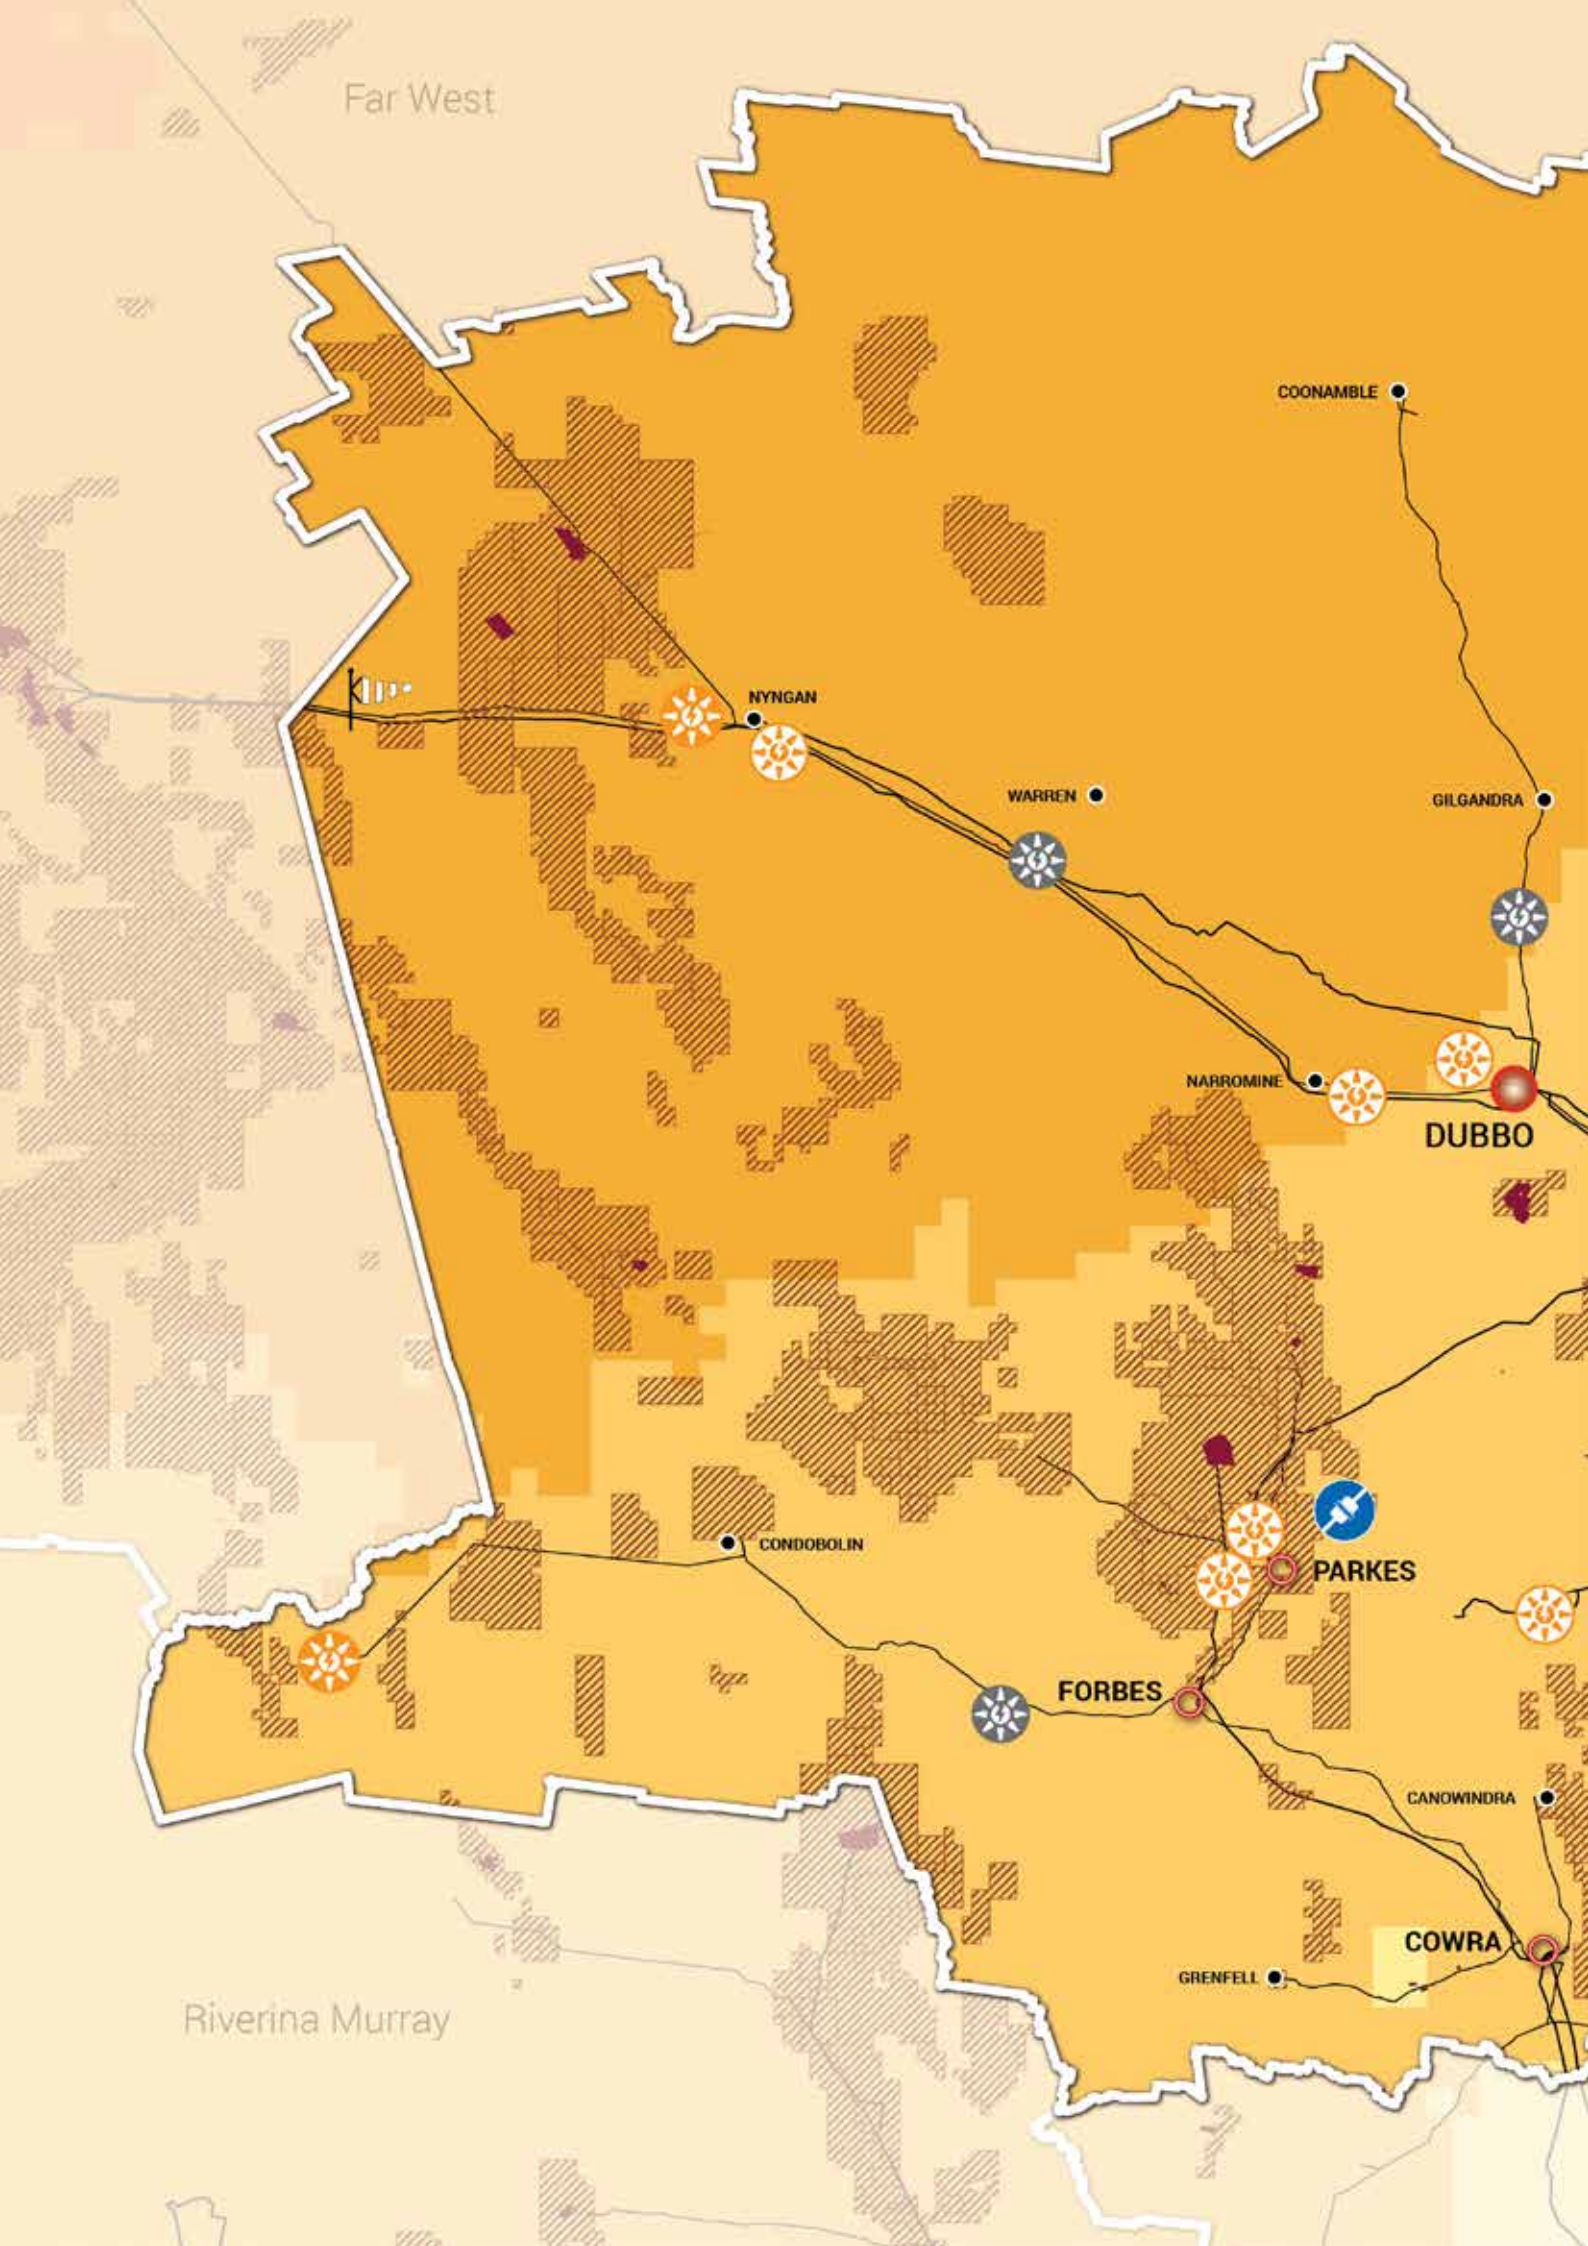 Far West
COONAMBLE
NYNGAN
WARREN
GILGANDRA
NARROMINE
DUBBO
CONDOBOLIN
PARKES
FORBES
CANOWINDRA
COWRA
GRENFELL
Riverina Murray